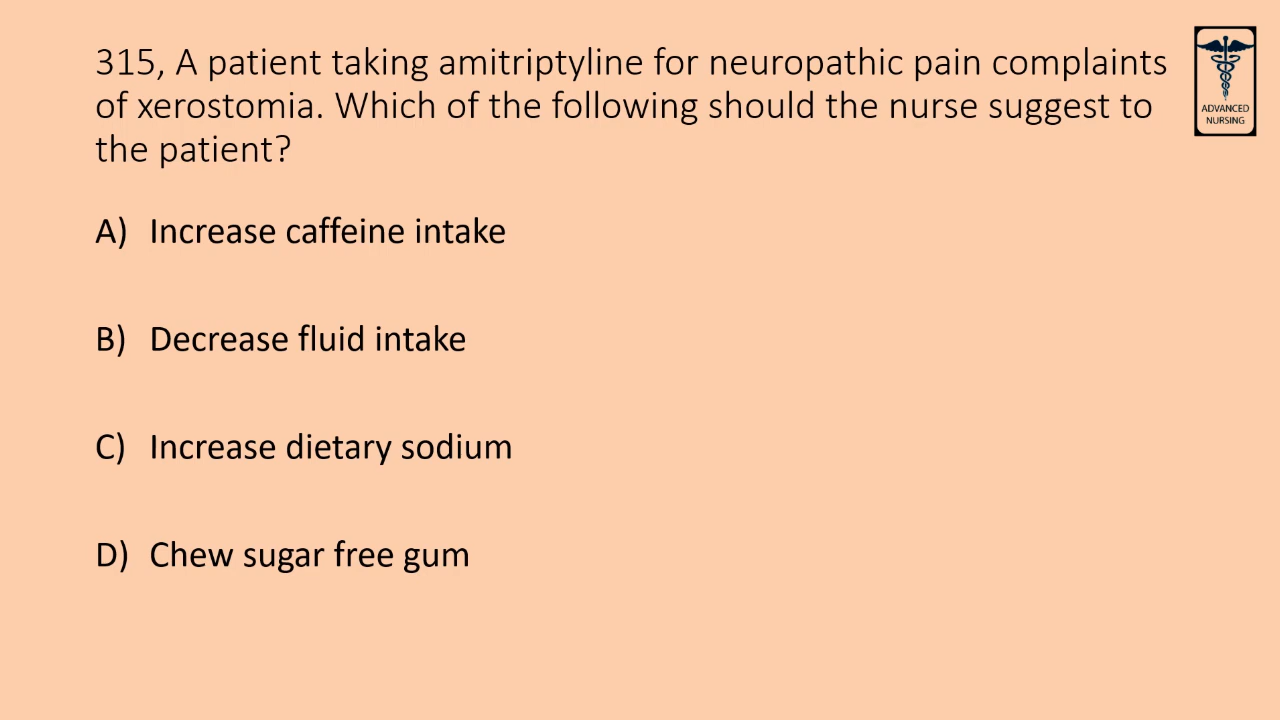 315, A patient taking amitriptyline for neuropathic pain complaints
of xerostomia. Which of the following should the nurse suggest to
the patient?
ADVANCED
NURSING
A) Increase caffeine intake
B) Decrease fluid intake
C) Increase dietary sodium
D) Chew sugar free gum